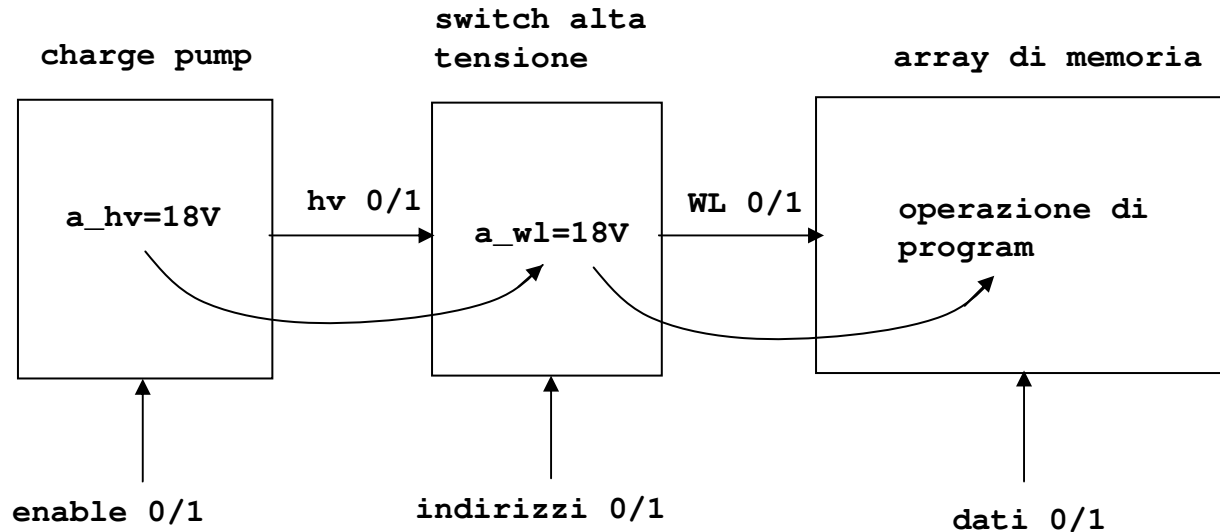 charge pump
switch alta
tensione
array di memoria
a_hv=18V
hv 0/1
a_wl=18V
WL 0/1
operazione di
program
enable 0/1
indirizzi 0/1
dati 0/1